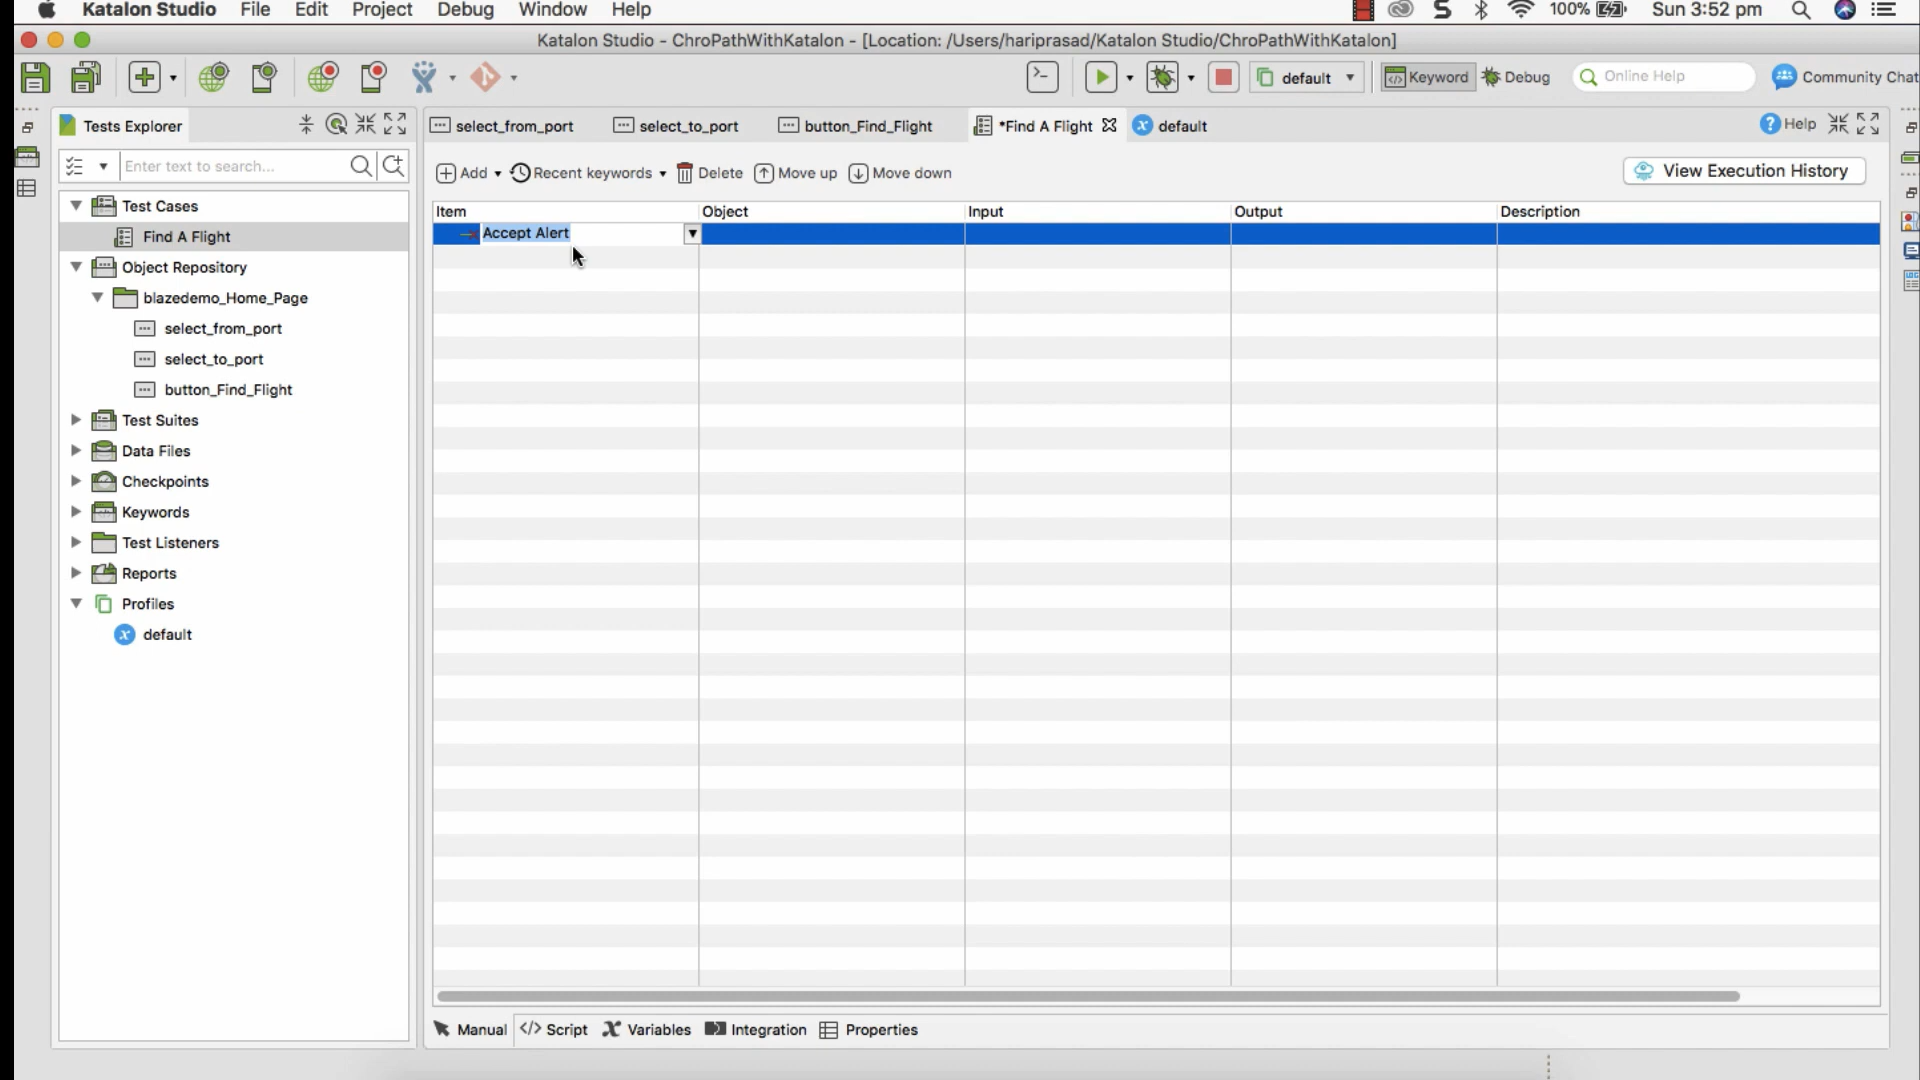 Katalon Studio File Edit Project Debug Window Help S 100% Sun 3:52 pm
Katalon Studio - ChroPathWithKatalon - [Location: /Users/hariprasad/Katalon Studio/ChroPathWithKatalon]
default Keyword Debug Online Help Community Chat
Tests Explorer
Enter text to search...
Test Cases
Find A Flight
Object Repository
blazedemo_Home_Page
select_from_port
select_to_port
button_Find_Flight
Test Suites
Data Files
Checkpoints
Keywords
Test Listeners
Reports
Profiles
default
select_from_port select_to_port button_Find_Flight *Find A Flight default Help
Add Recent keywords Delete Move up Move down View Execution History
Item Object Input Output Description
Accept Alert
Manual Script Variables Integration Properties